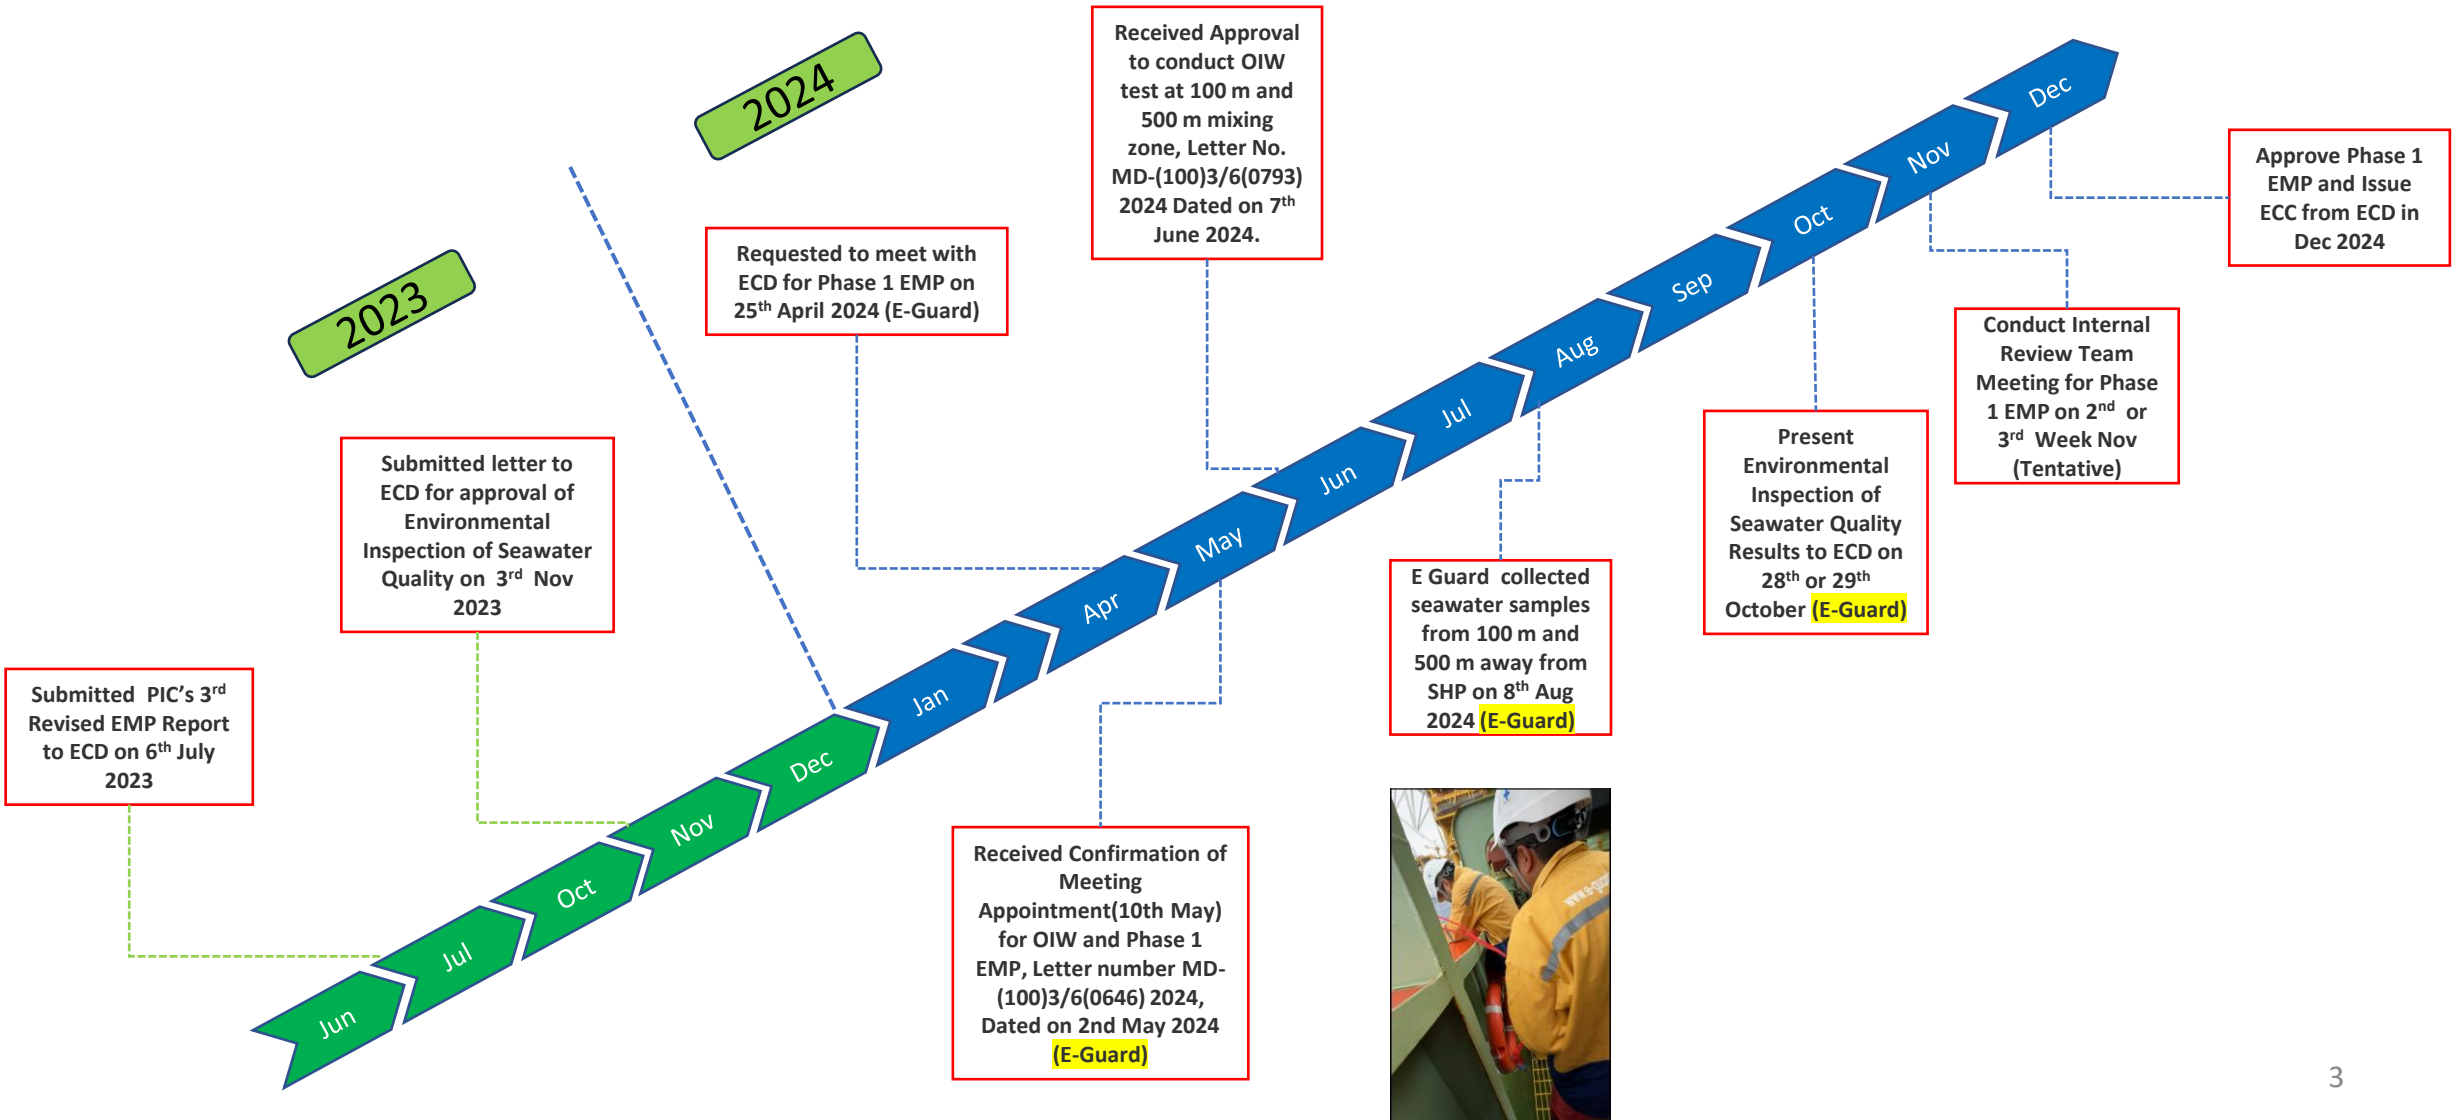 2024
2023
Received Approval
to conduct OIW
test at 100 m and
500 m mixing
zone, Letter No.
MD-(100)3/6(0793)
2024 Dated on 7th
June 2024.
Requested to meet with
ECD for Phase 1 EMP on
25th April 2024 (E-Guard)
Submitted letter to
ECD for approval of
Environmental
Inspection of Seawater
Quality on 3rd Nov
2023
Submitted PIC’s 3rd
Revised EMP Report
to ECD on 6th July
2023
Jun
Jul
Oct
Nov
Dec
Jan
Apr
May
Jun
Jul
Aug
Sep
Oct
Nov
Dec
Received Confirmation of
Meeting
Appointment(10th May)
for OIW and Phase 1
EMP, Letter number MD-
(100)3/6(0646) 2024,
Dated on 2nd May 2024
(E-Guard)
E Guard collected
seawater samples
from 100 m and
500 m away from
SHP on 8th Aug
2024 (E-Guard)
Present
Environmental
Inspection of
Seawater Quality
Results to ECD on
28th or 29th
October (E-Guard)
Conduct Internal
Review Team
Meeting for Phase
1 EMP on 2nd or
3rd Week Nov
(Tentative)
Approve Phase 1
EMP and Issue
ECC from ECD in
Dec 2024
3